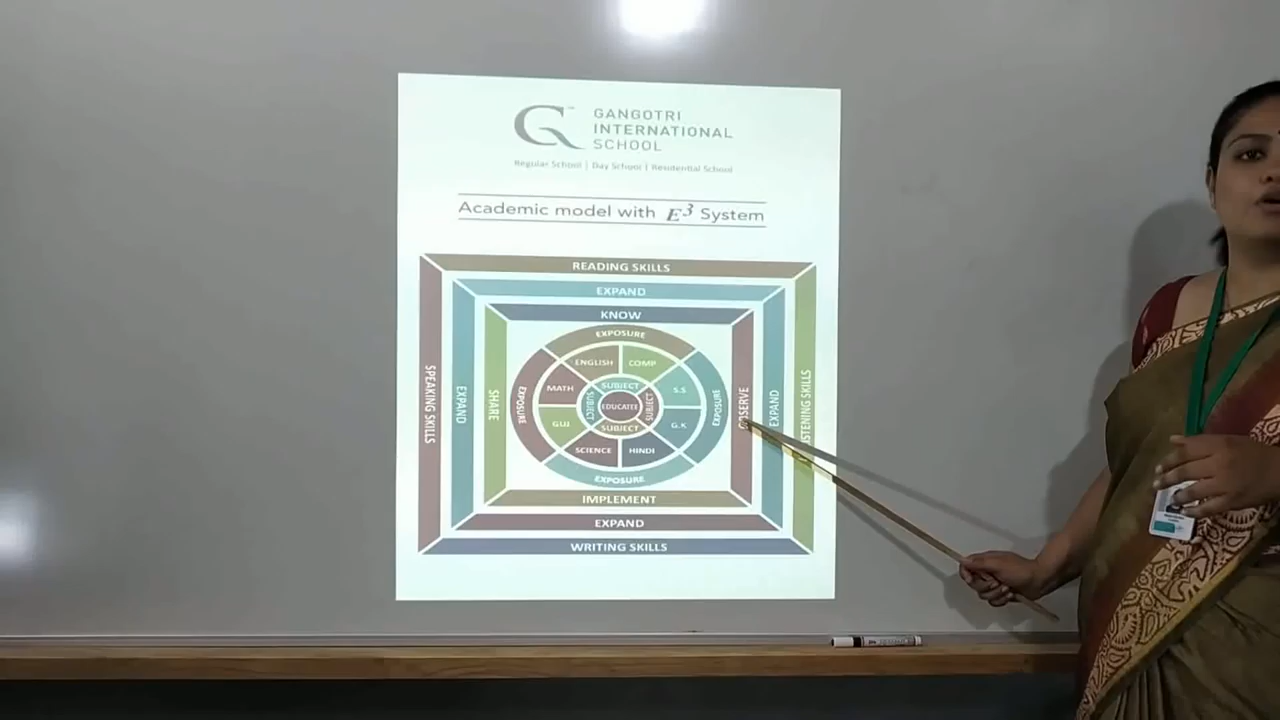 GANGOTRI
INTERNATIONAL
SCHOOL
Regular School | Day School | Residential School
Academic model with E³ System
READING SKILLS
EXPAND
KNOW
EXPOSURE
ENGLISH
COMP
MATH
SUBJECT
S.S
SPEAKING SKILLS
EXPAND
SHARE
EXPOSURE
SUBJECT
EDUCATEE
SUBJECT
EXPOSURE
OBSERVE
EXPAND
LISTENING SKILLS
GUJ
SUBJECT
G.K
SCIENCE
HINDI
EXPOSURE
IMPLEMENT
EXPAND
WRITING SKILLS